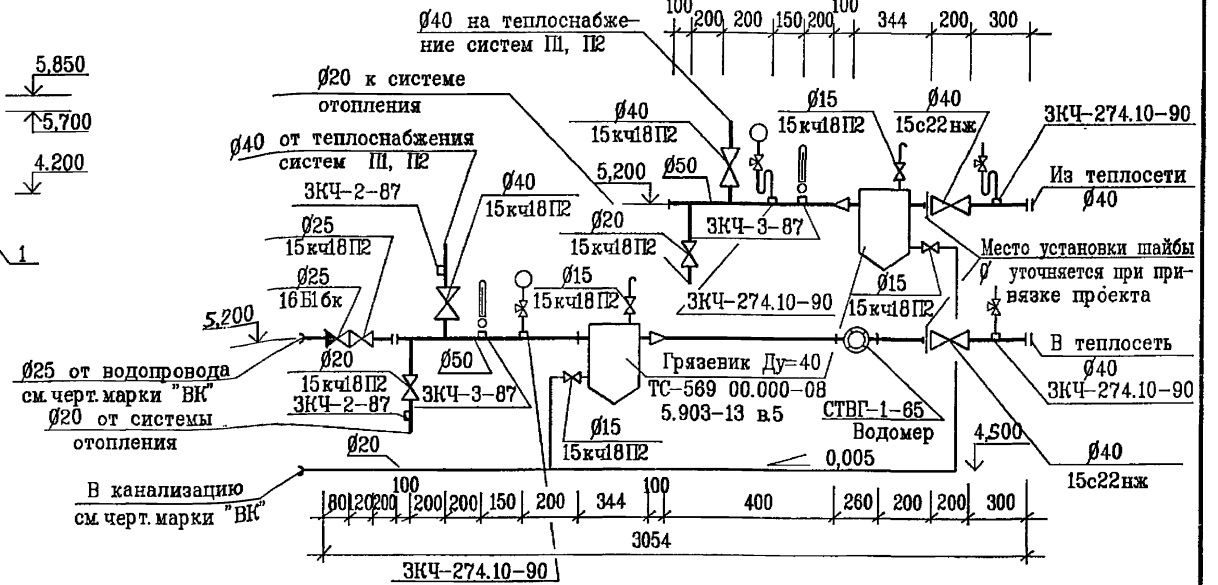 100 200 200 150 200 100 344 200 300
Ø40 на теплоснабже-
ние систем П1, П2
5,850
5,700
4.200
1
Ø20 к системе
отопления
Ø40 от теплоснабжения
систем П1, П2
ЗКЧ-2-87
Ø40
15кч18П2
Ø25
15кч18П2
Ø25
16Б1бк
5,200
Ø40
15кч18П2
Ø15
15кч18П2
Ø40
15с22нж
ЗКЧ-274.10-90
5,200
Ø50
Из теплосети
Ø40
Ø20
15кч18П2
ЗКЧ-3-87
ЗКЧ-274.10-90
Ø15
15кч18П2
Ø15
15кч18П2
Место установки шайбы
Ø уточняется при при-
вязке проекта
Ø25 от водопровода
см. черт. марки "ВК"
Ø20
15кч18П2
ЗКЧ-2-87
Ø50
ЗКЧ-3-87
Грязевик Ду=40
ТС-569 00.000-08
5.903-13 в.5
В теплосеть
Ø40
ЗКЧ-274.10-90
Ø20 от системы
отопления
СТВГ-1-65
Водомер
Ø15
15кч18П2
Ø20
0,005
4,500
Ø40
15с22нж
В канализацию
см. черт. марки "ВК"
80 120 200 100 200 200 150 200 344 100 400 260 200 200 300
3054
ЗКЧ-274.10-90